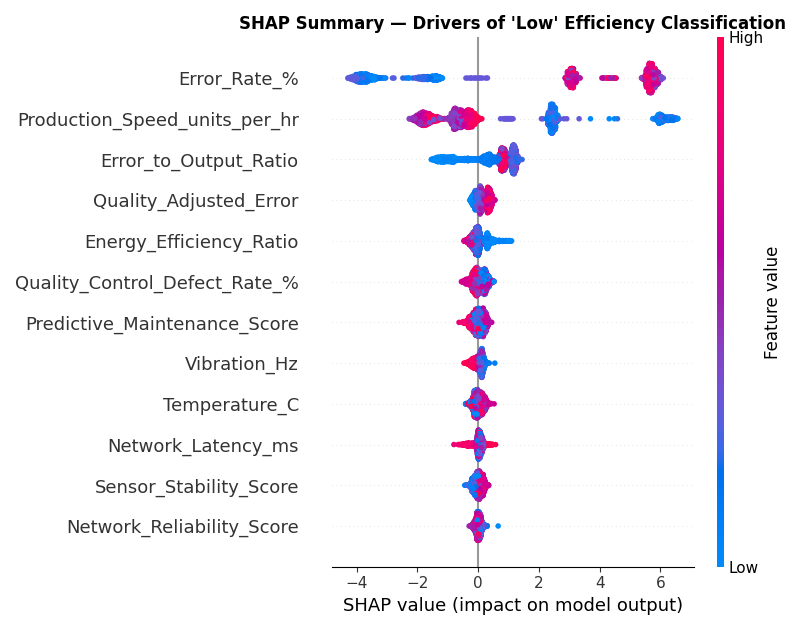 SHAP Summary — Drivers of 'Low' Efficiency Classification
High
Error_Rate_%
Production_Speed_units_per_hr
Error_to_Output_Ratio
Quality_Adjusted_Error
Energy_Efficiency_Ratio
Quality_Control_Defect_Rate_%
Predictive_Maintenance_Score
Vibration_Hz
Temperature_C
Network_Latency_ms
Sensor_Stability_Score
Network_Reliability_Score
Feature value
Low
−4 −2 0 2 4 6
SHAP value (impact on model output)